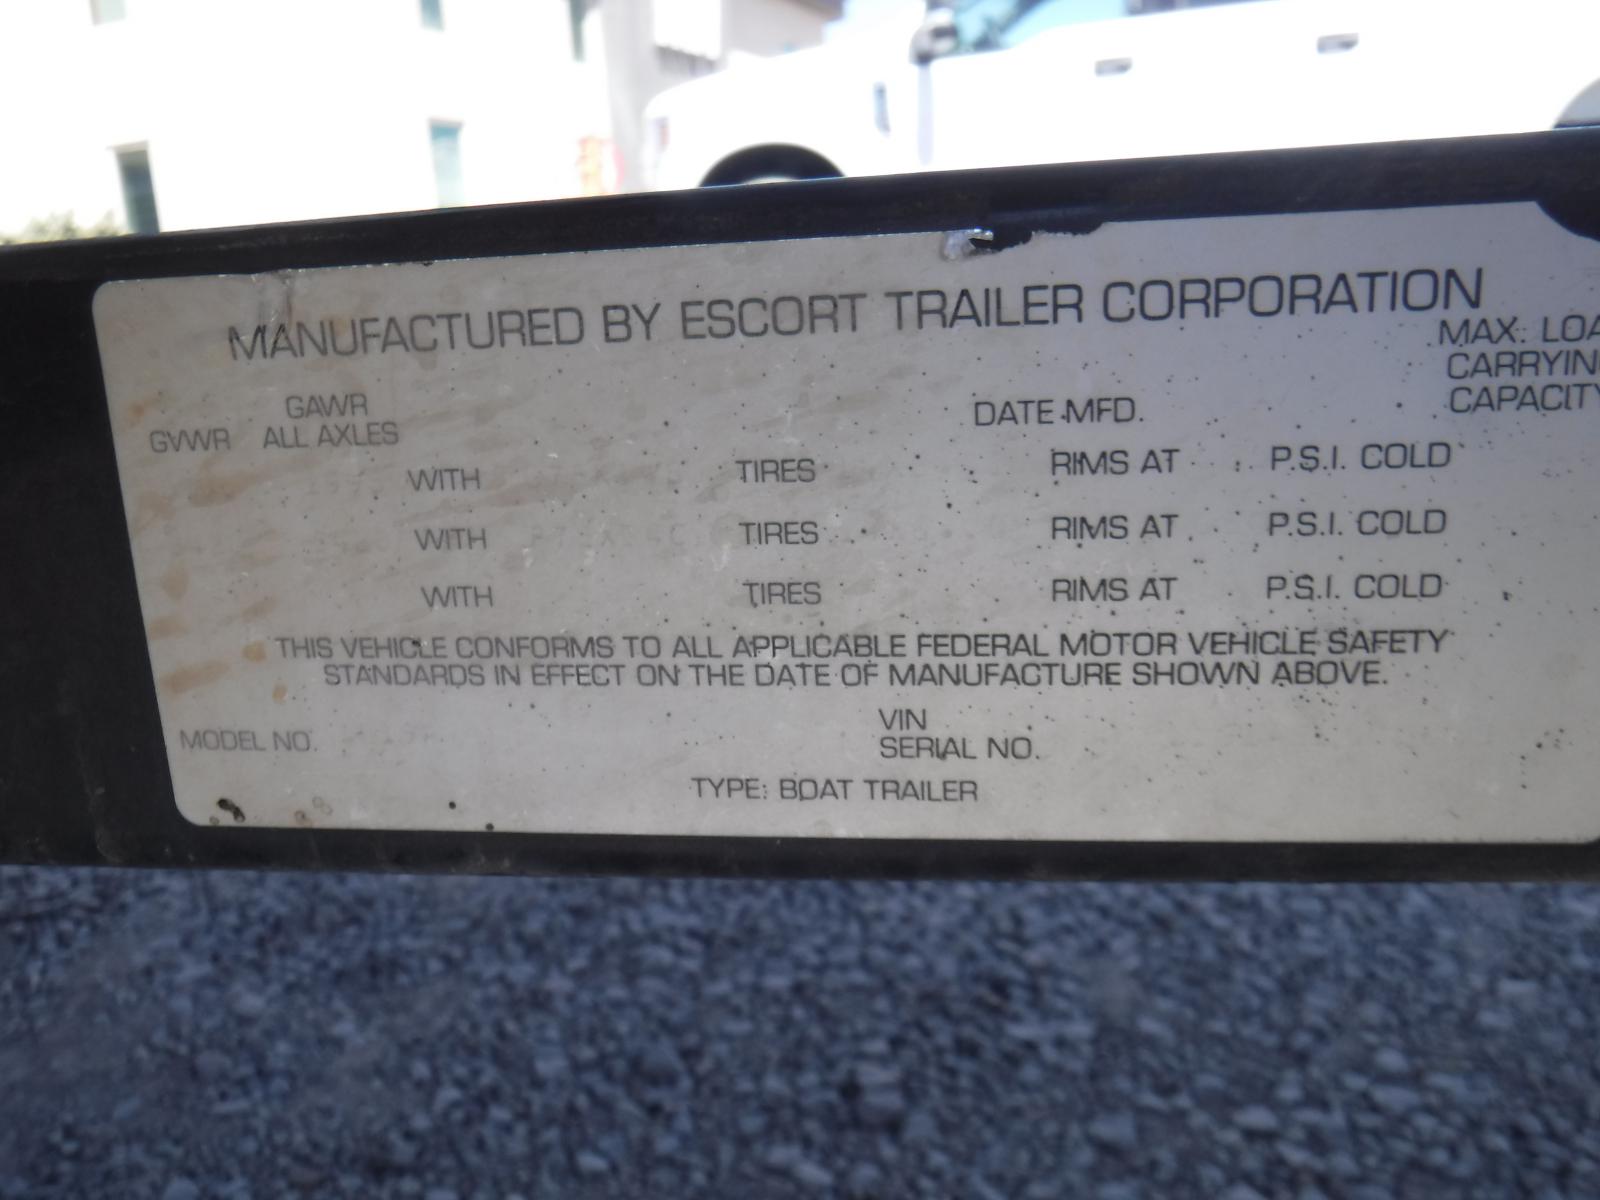 MANUFACTURED BY ESCORT TRAILER CORPORATION
MAX. LOA
CARRYING
CAPACITY
GAWR
GVWR ALL AXLES
DATE MFD.
WITH TIRES RIMS AT P.S.I. COLD
WITH TIRES RIMS AT P.S.I. COLD
WITH TIRES RIMS AT P.S.I. COLD
THIS VEHICLE CONFORMS TO ALL APPLICABLE FEDERAL MOTOR VEHICLE SAFETY
STANDARDS IN EFFECT ON THE DATE OF MANUFACTURE SHOWN ABOVE.
MODEL NO.
VIN
SERIAL NO.
TYPE: BOAT TRAILER